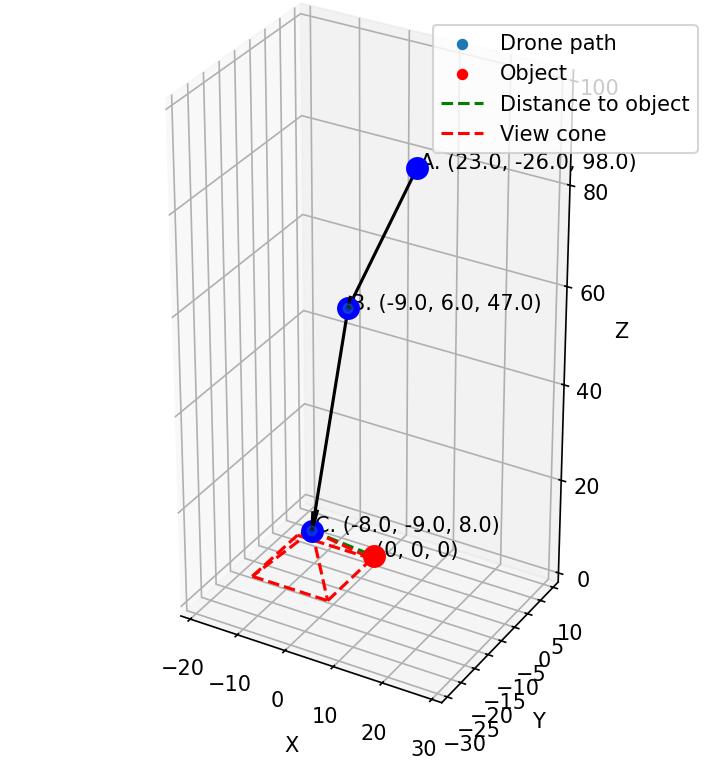 Drone path
Object
Distance to object
View cone
A. (23.0, -26.0, 98.0)
B. (-9.0, 6.0, 47.0)
C. (-8.0, -9.0, 8.0)
(0, 0, 0)
100
80
60
40
20
0
Z
−20
−10
0
10
20
30
X
−30
−25
−20
−15
−10
−5
0
5
10
Y